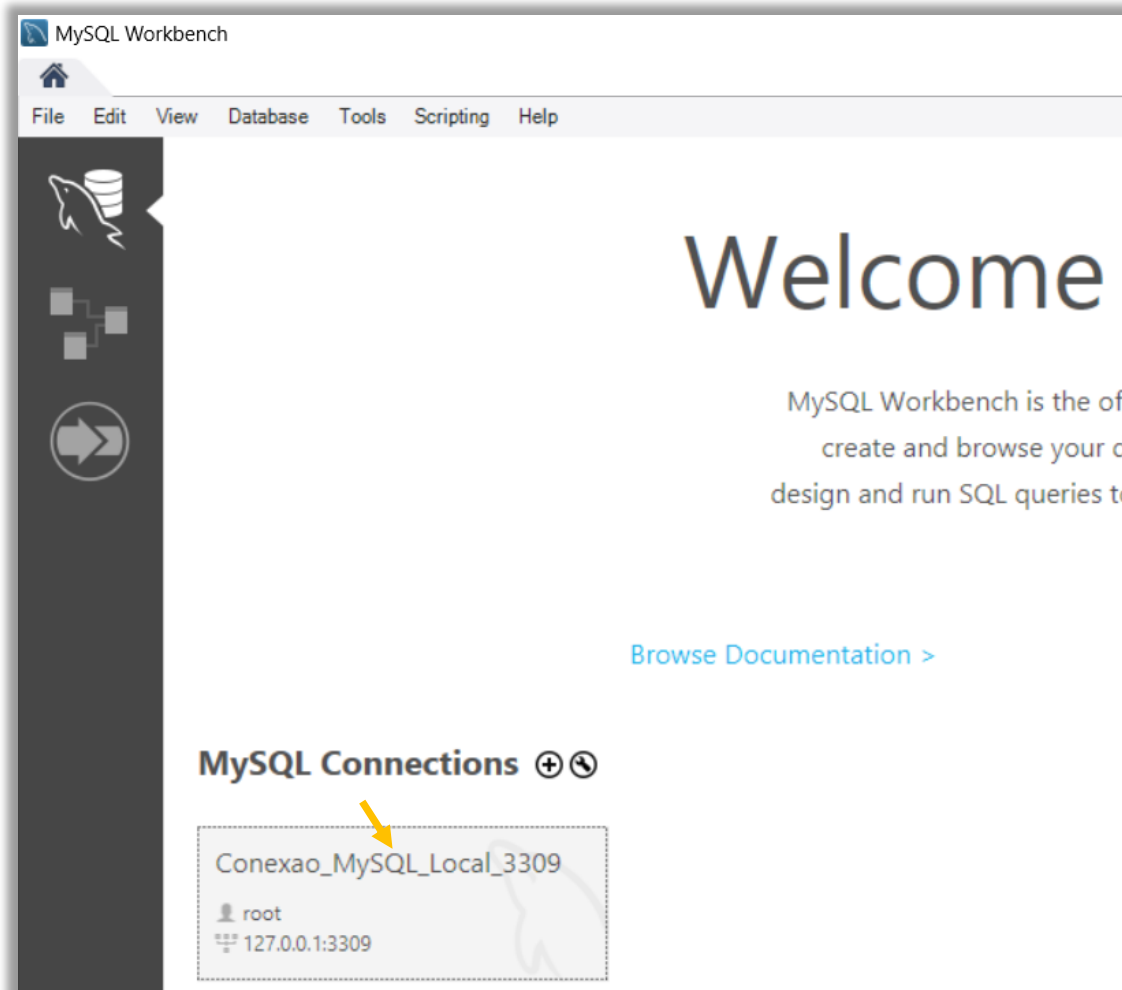 MySQL Workbench
File Edit View Database Tools Scripting Help
Welcome
MySQL Workbench is the
create and browse your
design and run SQL queries
Browse Documentation >
MySQL Connections
Conexao_MySQL_Local_3309
root
127.0.0.1:3309